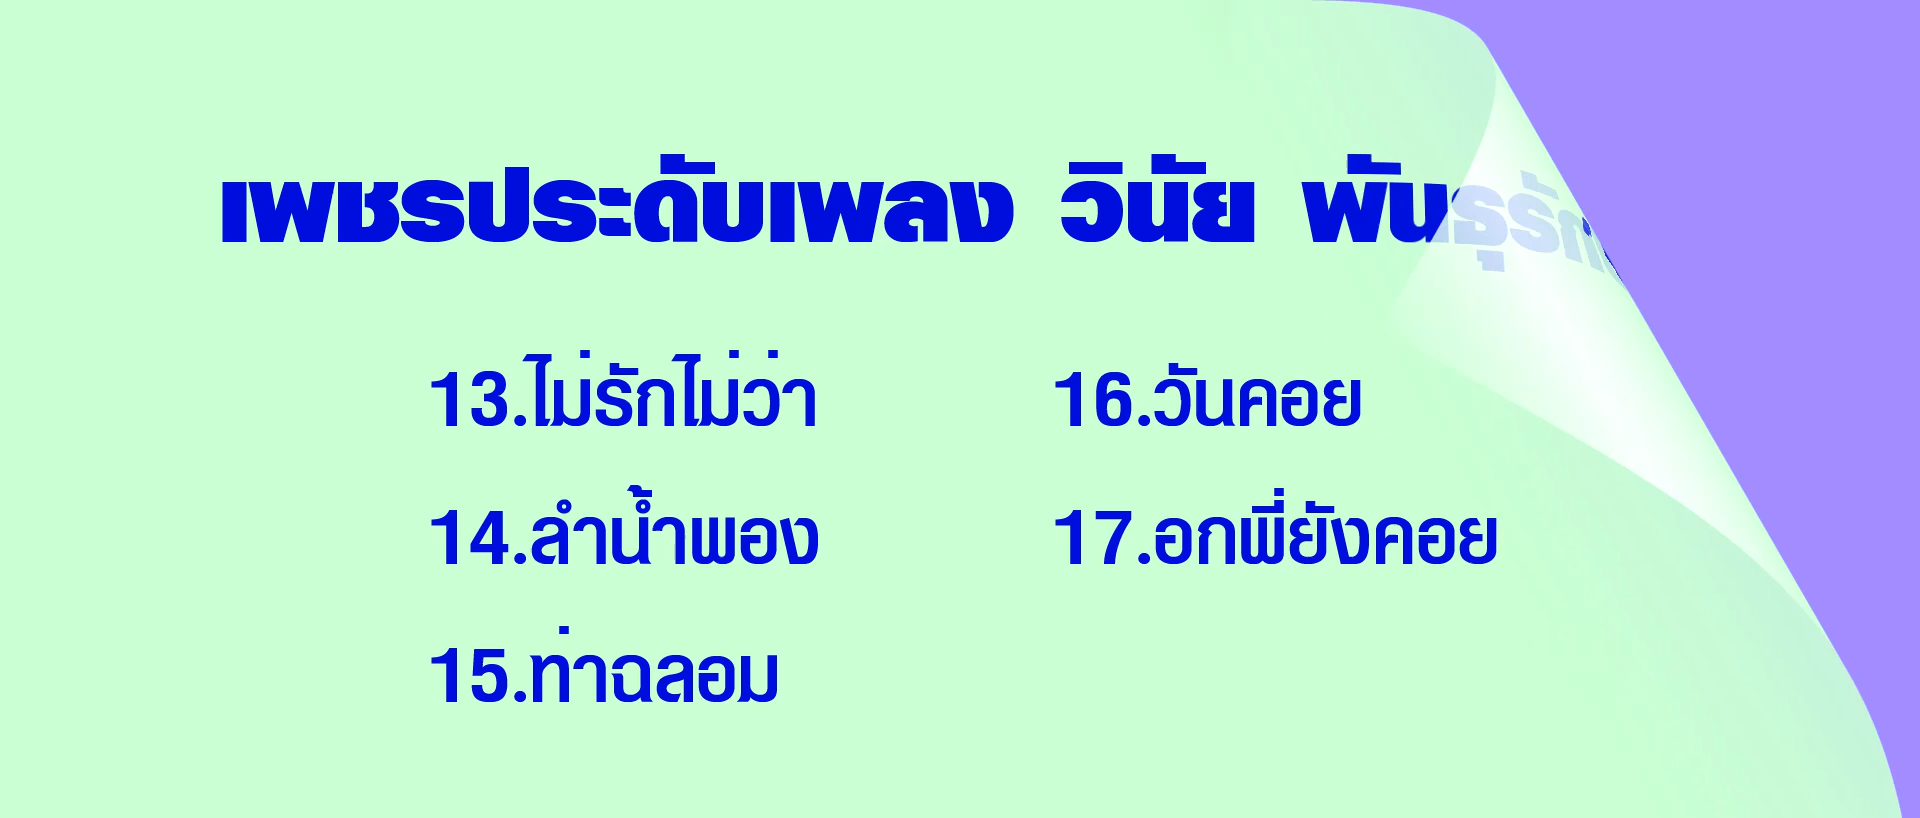 เพชรประดับเพลง วินัย พันธุรักษ์
13.ไม่รักไม่ว่า
14.ลำน้ำพอง
15.ท่าฉลอม
16.วันคอย
17.อกพี่ยังคอย